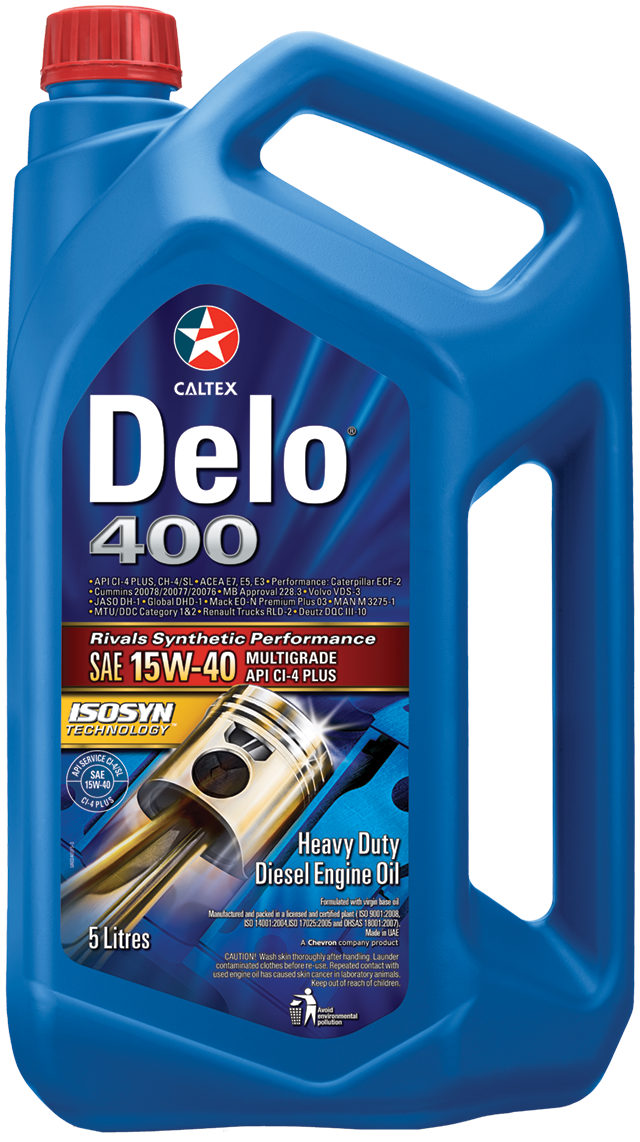 CALTEX
Delo®
400
• API CI-4 PLUS, CH-4/SL • ACEA E7, E5, E3 • Performance: Caterpillar ECF-2
• Cummins 20078/20077/20076 • MB Approval 228.3 • Volvo VDS-3
• JASO DH-1 • Global DHD-1 • Mack EO-N Premium Plus 03 • MAN M 3275-1
• MTU/DDC Category 1&2 • Renault Trucks RLD-2 • Deutz DQC III-10
Rivals Synthetic Performance
SAE 15W-40 MULTIGRADE
API CI-4 PLUS
ISOSYN™
TECHNOLOGY
API SERVICE CI-4/SL
SAE
15W-40
CI-4 PLUS
Heavy Duty
Diesel Engine Oil
Formulated with virgin base oil
Manufactured and packed in a licensed and certified plant ( ISO 9001:2008,
ISO 14001:2004,ISO 17025:2005 and OHSAS 18001:2007).
Made in UAE
A Chevron company product
5 Litres
CAUTION! Wash skin thoroughly after handling. Launder
contaminated clothes before re-use. Repeated contact with
used engine oil has caused skin cancer in laboratory animals.
Keep out of reach of children.
Avoid
environmental
pollution